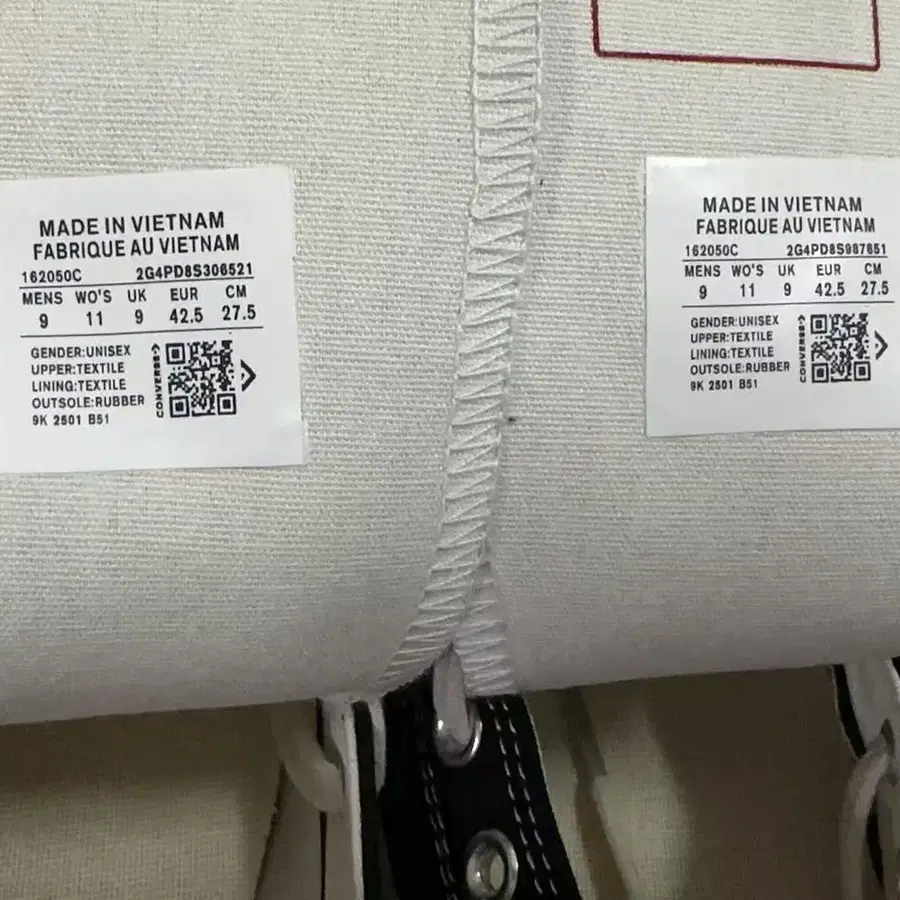 MADE IN VIETNAM
FABRIQUE AU VIETNAM
162050C 2G4PD8S306521
MENS WO'S UK EUR CM
9 11 9 42.5 27.5
GENDER:UNISEX
UPPER:TEXTILE
LINING:TEXTILE
OUTSOLE:RUBBER
9K 2501 B51
CONVERSE
MADE IN VIETNAM
FABRIQUE AU VIETNAM
162050C 2G4PD8S987651
MENS WO'S UK EUR CM
9 11 9 42.5 27.5
GENDER:UNISEX
UPPER:TEXTILE
LINING:TEXTILE
OUTSOLE:RUBBER
9K 2501 B51
CONVERSE